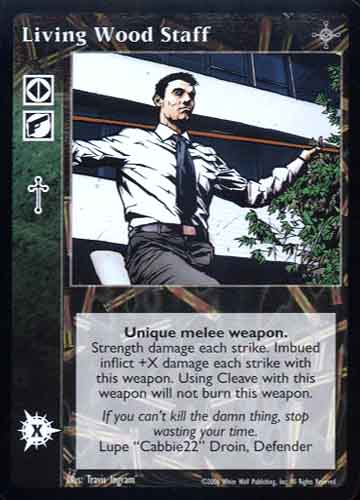 Living Wood Staff
Unique melee weapon.
Strength damage each strike. Imbued
inflict +X damage each strike with
this weapon. Using Cleave with this
weapon will not burn this weapon.
If you can't kill the damn thing, stop
wasting your time.
Lupe "Cabbie22" Droin, Defender
X
Illus: Travis Ingram
©2006 White Wolf Publishing, Inc. All Rights Reserved.